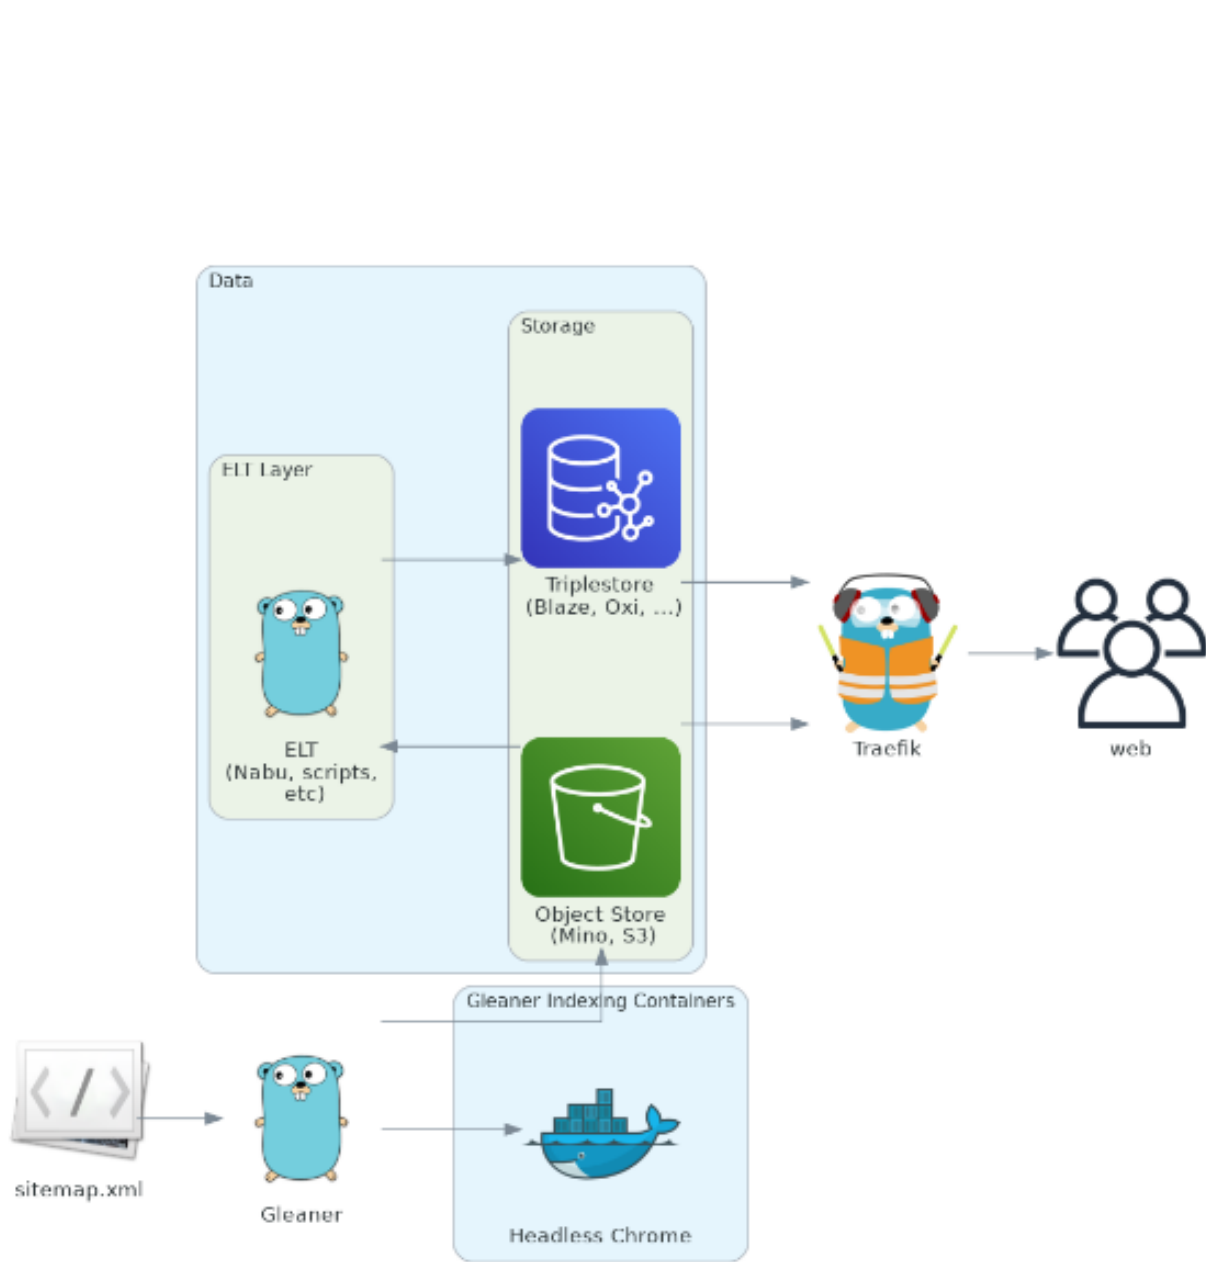 Data
Storage
ELT Layer
Triplestore
(Blaze, Oxi, ...)
ELT
(Nabu, scripts,
etc)
Traefik
web
Object Store
(Mino, S3)
Gleaner Indexing Containers
sitemap.xml
Gleaner
Headless Chrome